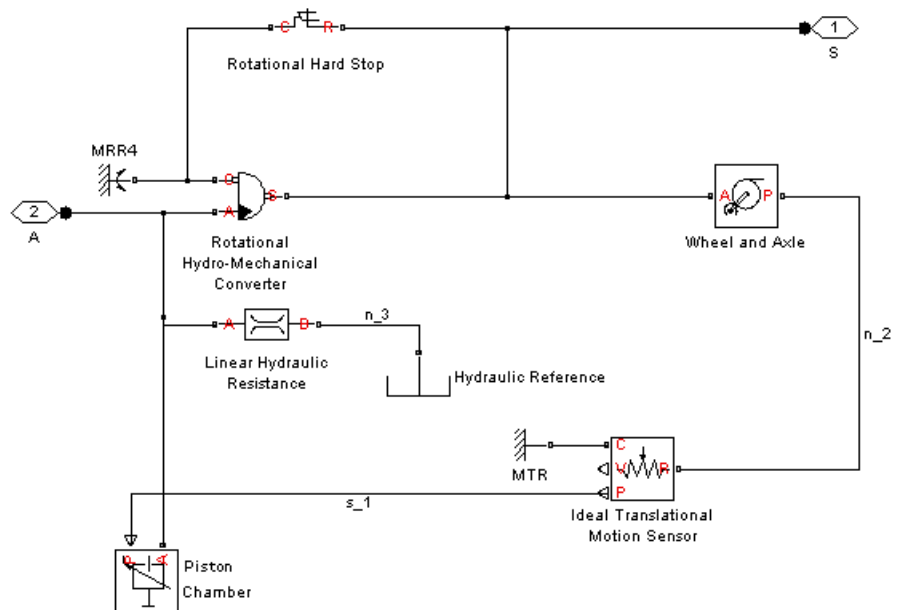 C R
1
S
Rotational Hard Stop
MRR4
C
S
A
2
A
A P
Rotational
Hydro-Mechanical
Converter
Wheel and Axle
n_3
A B
n_2
Linear Hydraulic
Resistance
Hydraulic Reference
C
V R
P
MTR
s_1
Ideal Translational
Motion Sensor
P A
Piston
Chamber